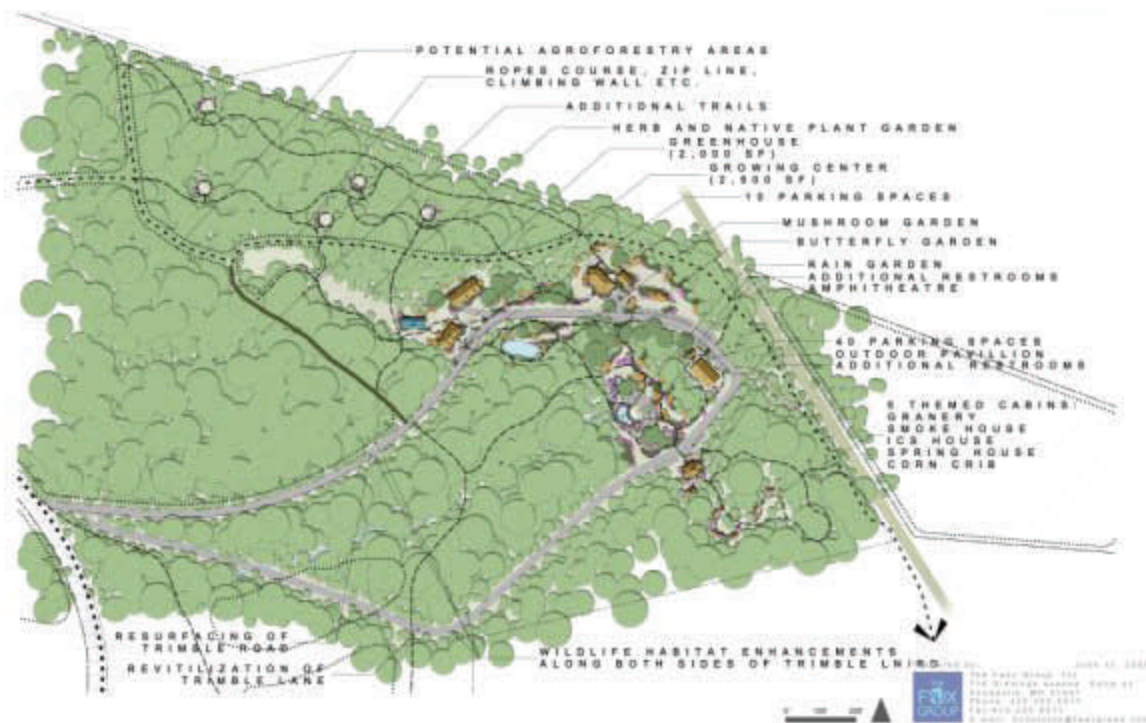 POTENTIAL AGROFORESTRY AREAS
ROPES COURSE, ZIP LINE,
CLIMBING WALL ETC.
ADDITIONAL TRAILS
HERB AND NATIVE PLANT GARDEN
GREENHOUSE
(2,000 SF)
GROWING CENTER
10 PARKING SPACES
MUSHROOM GARDEN
BUTTERFLY GARDEN
RAIN GARDEN
ADDITIONAL RESTROOMS
AMPHITHEATRE
40 PARKING SPACES
OUTDOOR PAVILLION
ADDITIONAL RESTROOMS
THEMED CABINS:
GRANERY
SMOKE HOUSE
HOUSE
SPRING HOUSE
CORN CRIB
RESURFACING OF
TRIMBLE ROAD
REVITILIZATION OF
TRIMBLE LANE
WILDLIFE HABITAT ENHANCEMENTS
ALONG BOTH SIDES OF TRIMBLE
THE
FOX
GROUP